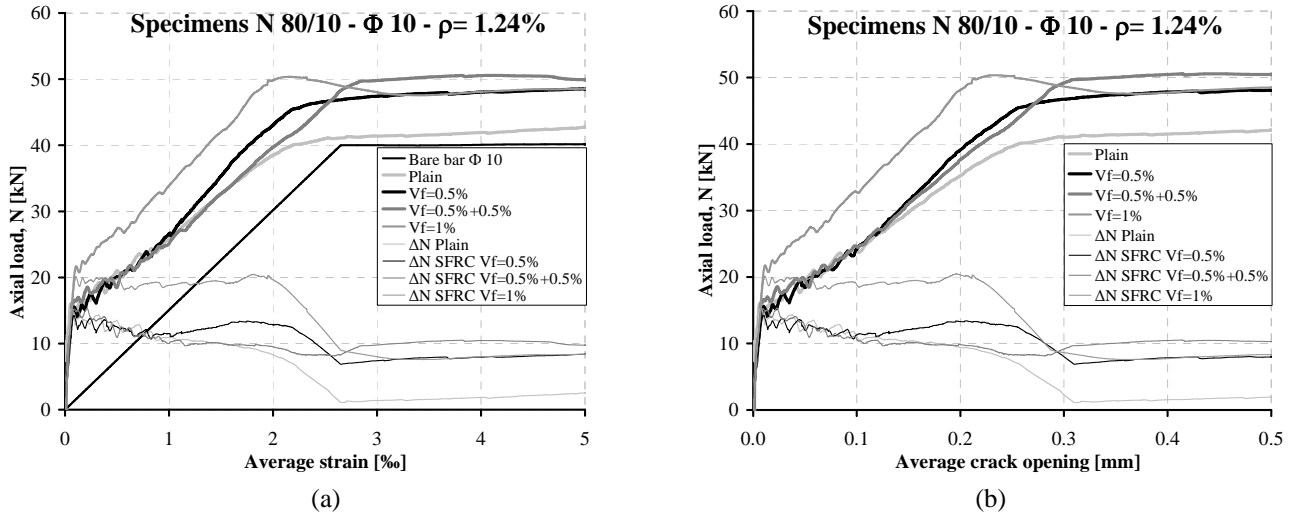 Specimens N 80/10 - Φ 10 - ρ= 1.24%
Axial load, N [kN]
60
50
40
30
20
10
0
Bare bar Φ 10
Plain
Vf=0.5%
Vf=0.5%+0.5%
Vf=1%
ΔN Plain
ΔN SFRC Vf=0.5%
ΔN SFRC Vf=0.5%+0.5%
ΔN SFRC Vf=1%
0 1 2 3 4 5
Average strain [‰]
(a)
Specimens N 80/10 - Φ 10 - ρ= 1.24%
Axial load, N [kN]
60
50
40
30
20
10
0
Plain
Vf=0.5%
Vf=0.5%+0.5%
Vf=1%
ΔN Plain
ΔN SFRC Vf=0.5%
ΔN SFRC Vf=0.5%+0.5%
ΔN SFRC Vf=1%
0.0 0.1 0.2 0.3 0.4 0.5
Average crack opening [mm]
(b)